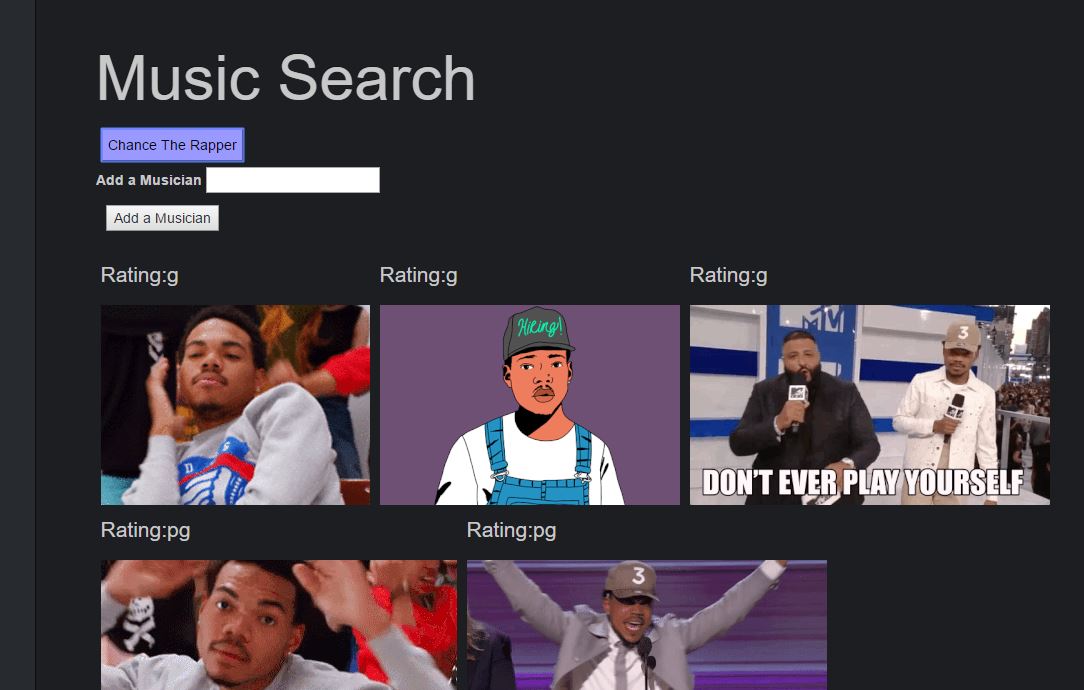 Music Search
Chance The Rapper
Add a Musician
Add a Musician
Rating:g
Rating:g
Rating:g
Hiring!
MTV
3
DON'T EVER PLAY YOURSELF
Rating:pg
Rating:pg
3